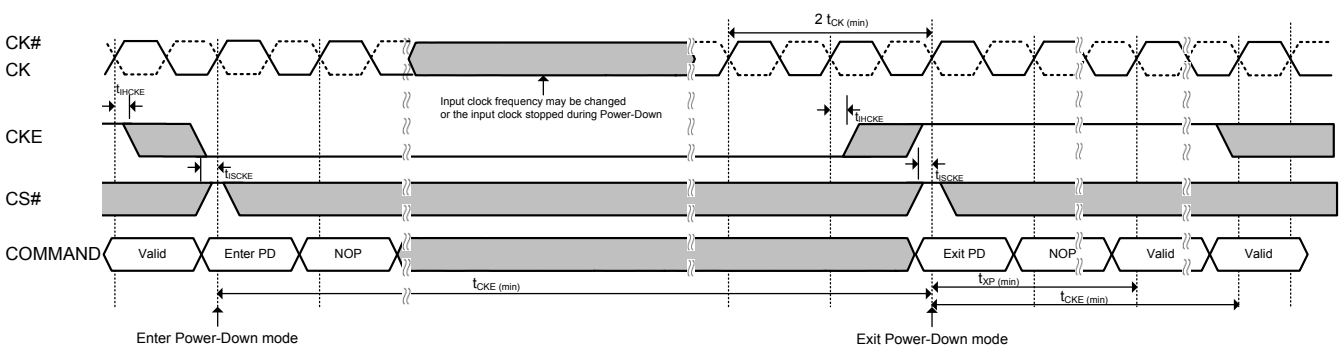 2 tCK (min)
CK#
CK
tIHCKE
Input clock frequency may be changed
or the input clock stopped during Power-Down
tIHCKE
CKE
tISCKE
tISCKE
CS#
COMMAND
Valid
Enter PD
NOP
Exit PD
NOP
Valid
Valid
tCKE (min)
tXP (min)
tCKE (min)
Enter Power-Down mode
Exit Power-Down mode